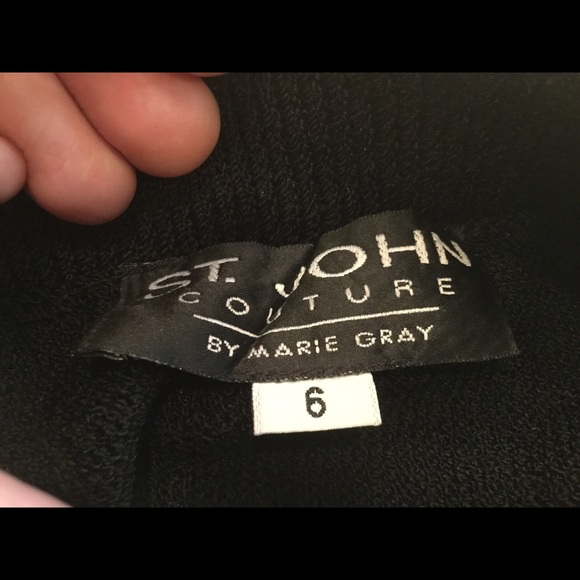 ST. JOHN
COUTURE
BY MARIE GRAY
6